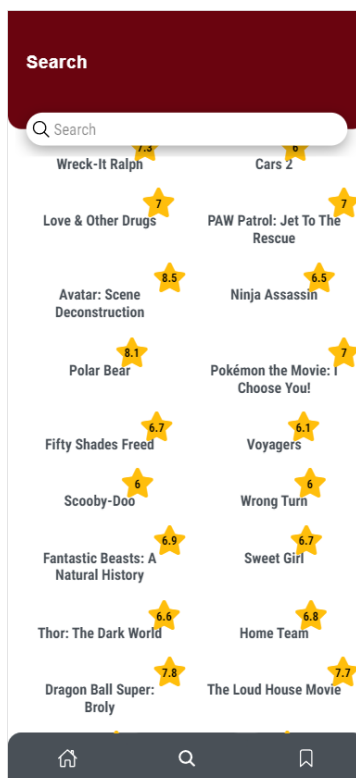 Search
Search
7.3
6
Wreck-It Ralph
Cars 2
7
7
Love & Other Drugs
PAW Patrol: Jet To The
Rescue
8.5
6.5
Avatar: Scene
Deconstruction
Ninja Assassin
8.1
7
Polar Bear
Pokémon the Movie: I
Choose You!
6.7
6.1
Fifty Shades Freed
Voyagers
6
6
Scooby-Doo
Wrong Turn
6.9
6.7
Fantastic Beasts: A
Natural History
Sweet Girl
6.6
6.8
Thor: The Dark World
Home Team
7.8
7.7
Dragon Ball Super:
Broly
The Loud House Movie